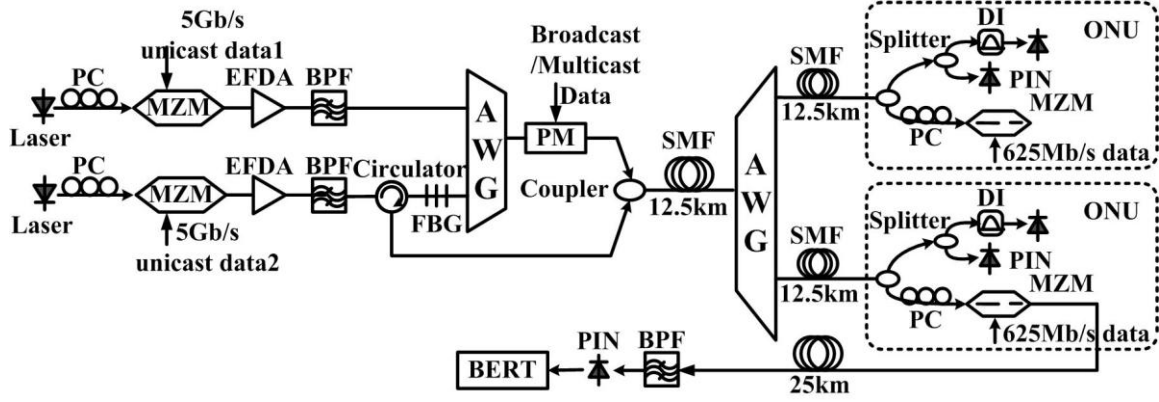 5Gb/s
unicast data1
PC
MZM
EFDA
BPF
Laser
A
W
G
Broadcast
/Multicast
Data
PM
PC
MZM
EFDA
BPF
Circulator
FBG
Laser
5Gb/s
unicast data2
Coupler
SMF
12.5km
A
W
G
SMF
12.5km
Splitter
DI
ONU
PIN
MZM
PC
625Mb/s data
SMF
12.5km
Splitter
DI
ONU
PIN
MZM
PC
625Mb/s data
25km
BPF
PIN
BERT